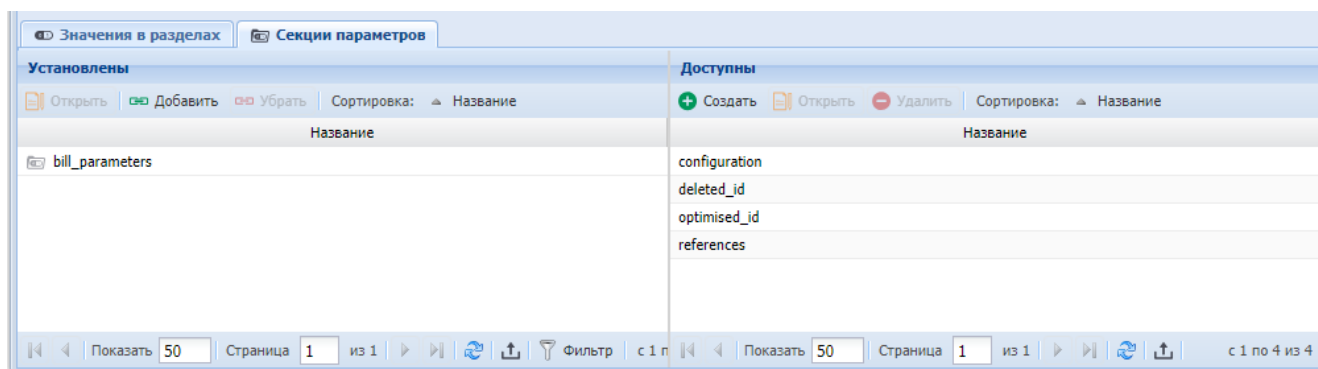 Значения в разделах Секции параметров
Установлены Доступны
Открыть Добавить Убрать Сортировка: Название Создать Открыть Удалить Сортировка: Название
Название Название
bill_parameters configuration
deleted_id
optimised_id
references
Показать 50 Страница 1 из 1 Фильтр с 1 п Показать 50 Страница 1 из 1 с 1 по 4 из 4